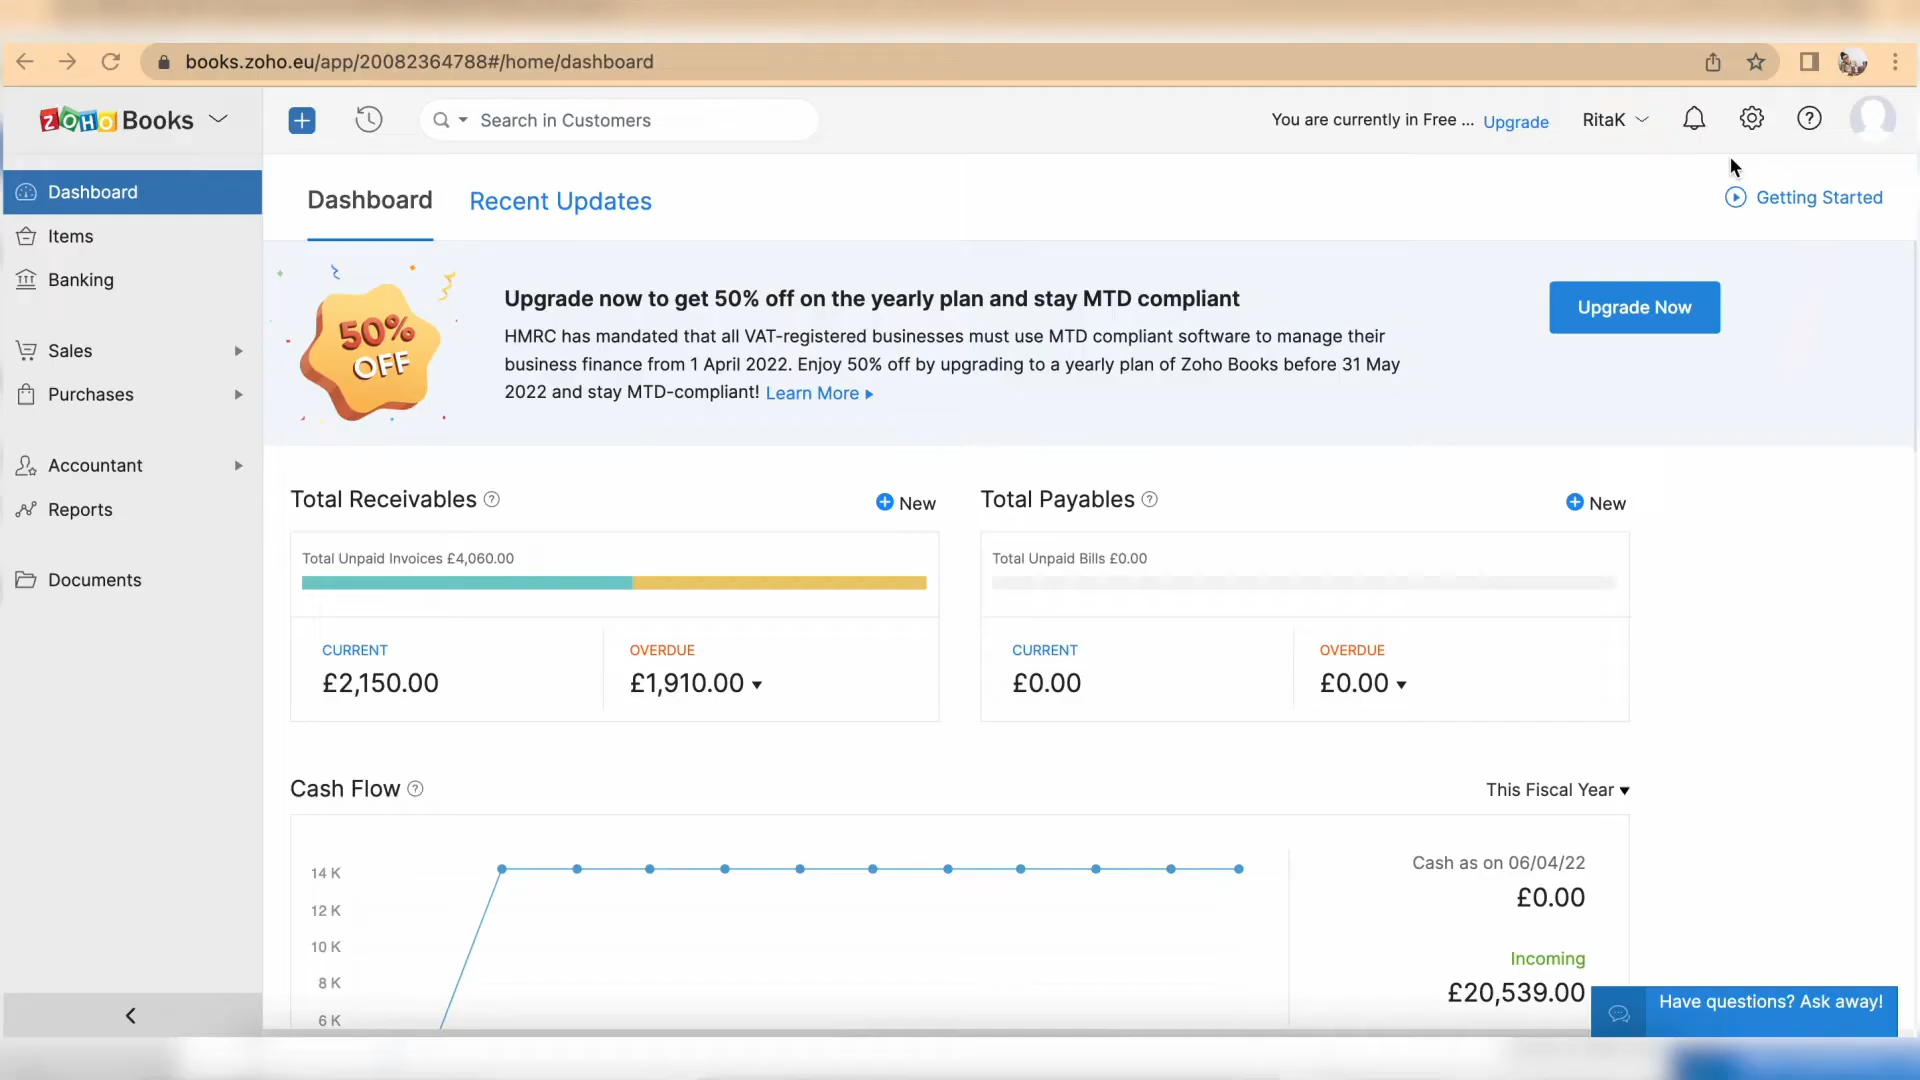 books.zoho.eu/app/20082364788#/home/dashboard
ZOHO Books
Search in Customers
You are currently in Free ... Upgrade
RitaK
Dashboard
Items
Banking
Sales
Purchases
Accountant
Reports
Documents
Dashboard
Recent Updates
Getting Started
50%
OFF
Upgrade now to get 50% off on the yearly plan and stay MTD compliant
HMRC has mandated that all VAT-registered businesses must use MTD compliant software to manage their
business finance from 1 April 2022. Enjoy 50% off by upgrading to a yearly plan of Zoho Books before 31 May
2022 and stay MTD-compliant! Learn More
Upgrade Now
Total Receivables
New
Total Unpaid Invoices £4,060.00
CURRENT
£2,150.00
OVERDUE
£1,910.00
Total Payables
New
Total Unpaid Bills £0.00
CURRENT
£0.00
OVERDUE
£0.00
Cash Flow
This Fiscal Year
14 K
12 K
10 K
8 K
6 K
Cash as on 06/04/22
£0.00
Incoming
£20,539.00
Have questions? Ask away!